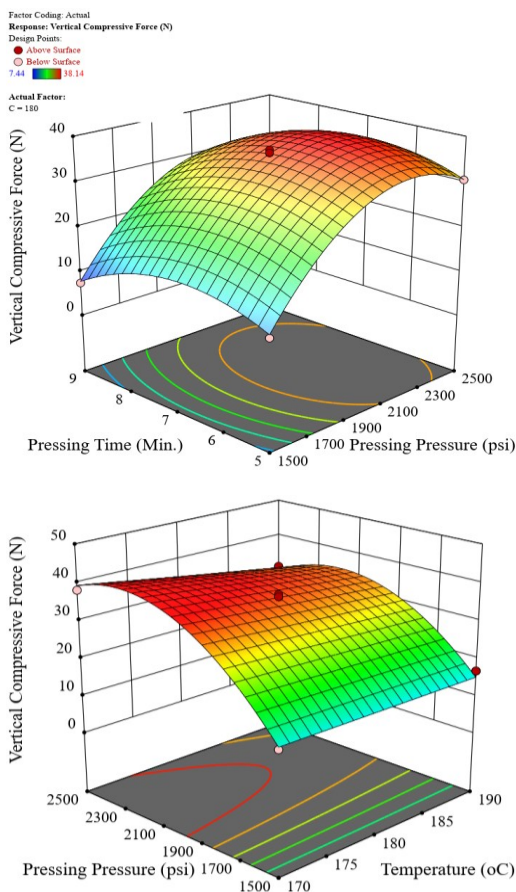 Factor Coding: Actual
Response: Vertical Compressive Force (N)
Design Points:
Above Surface
Below Surface
7.44 38.14
Actual Factor:
C = 180
Vertical Compressive Force (N)
40
30
20
10
0
9
8
7
6
5
1500
1700
1900
2100
2300
2500
Pressing Time (Min.)
Pressing Pressure (psi)
Vertical Compressive Force (N)
50
40
30
20
10
0
2500
2300
2100
1900
1700
1500
170
175
180
185
190
Pressing Pressure (psi)
Temperature (oC)